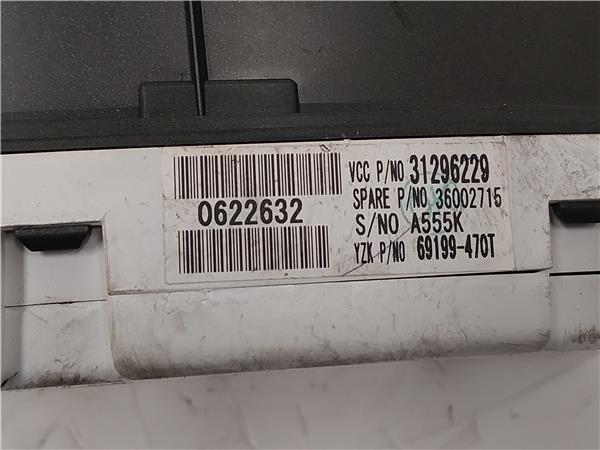 VCC P/NO 31296229
SPARE P/NO 36002715
0622632
S/NO A555K
YZK P/NO 69199-470T